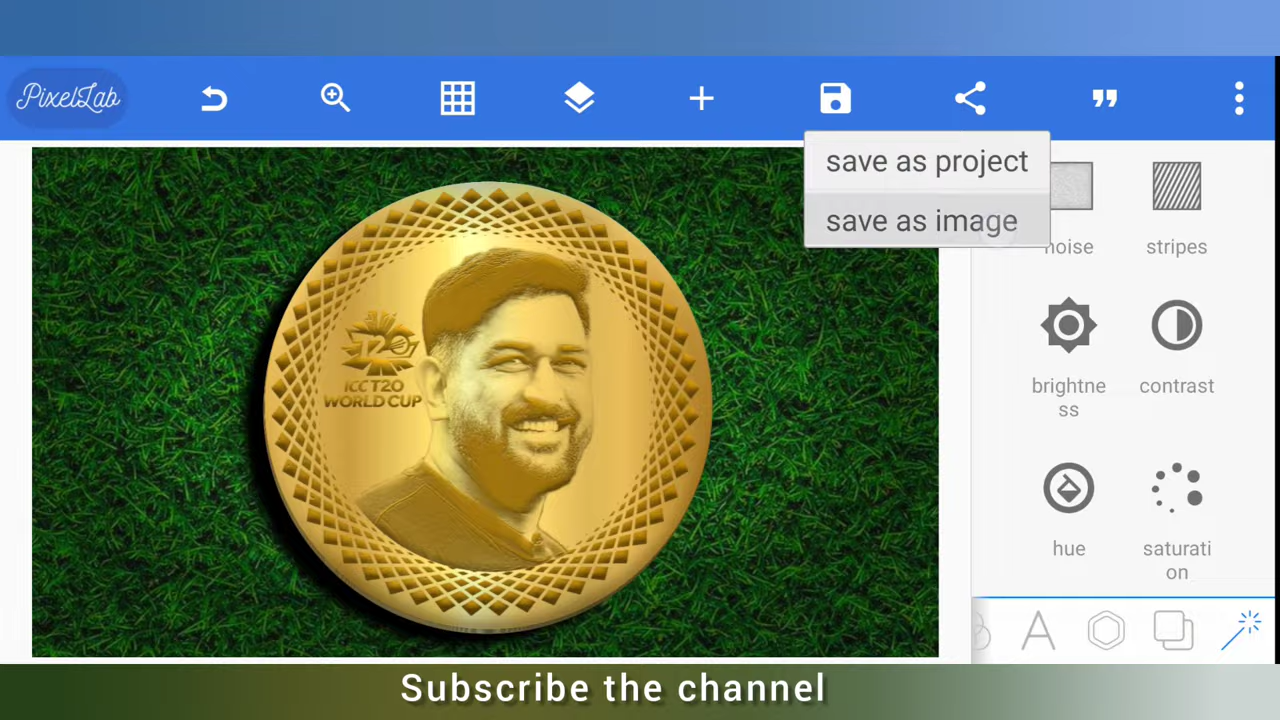 PixelLab
save as project
save as image
noise
stripes
brightne
ss
contrast
hue
saturati
on
T20
ICC T20
WORLD CUP
Subscribe the channel